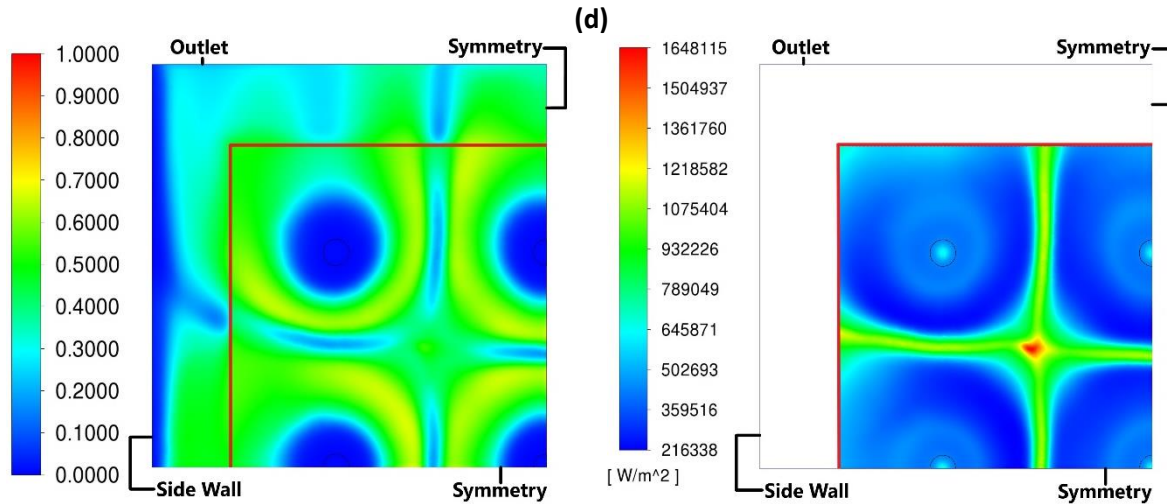 (d)
Outlet
Symmetry
1.0000
0.9000
0.8000
0.7000
0.6000
0.5000
0.4000
0.3000
0.2000
0.1000
0.0000
Side Wall
Symmetry
Outlet
Symmetry
1648115
1504937
1361760
1218582
1075404
932226
789049
645871
502693
359516
216338
[ W/m^2 ]
Side Wall
Symmetry